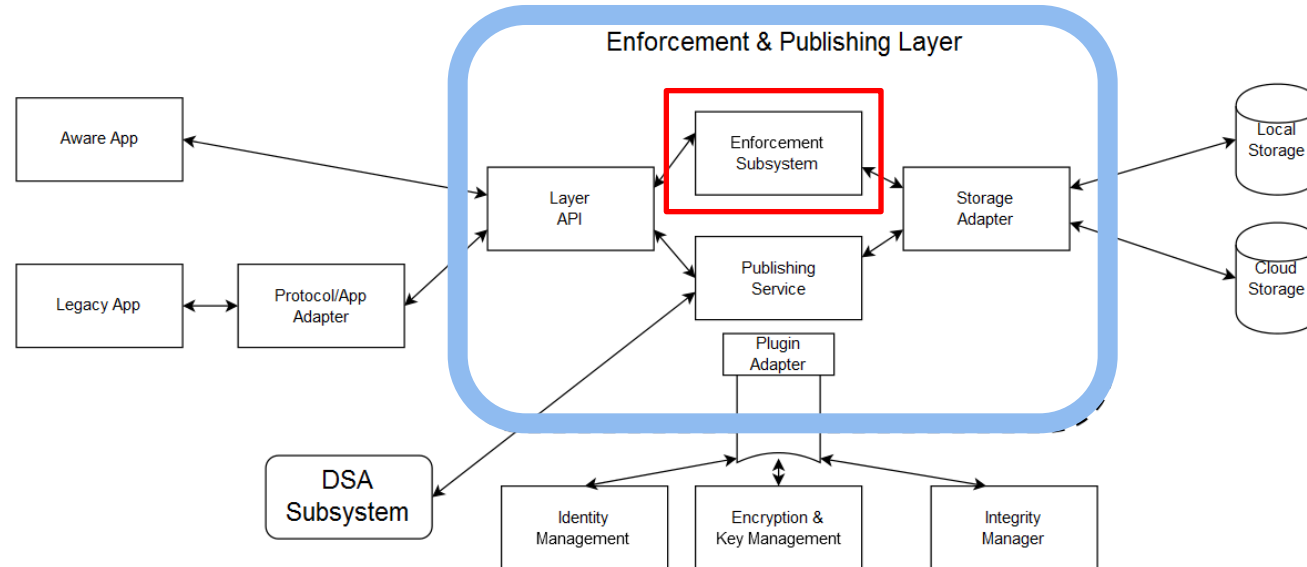 Enforcement & Publishing Layer
Aware App
Enforcement
Subsystem
Local
Storage
Layer
API
Storage
Adapter
Legacy App
Protocol/App
Adapter
Publishing
Service
Cloud
Storage
Plugin
Adapter
DSA
Subsystem
Identity
Management
Encryption &
Key Management
Integrity
Manager